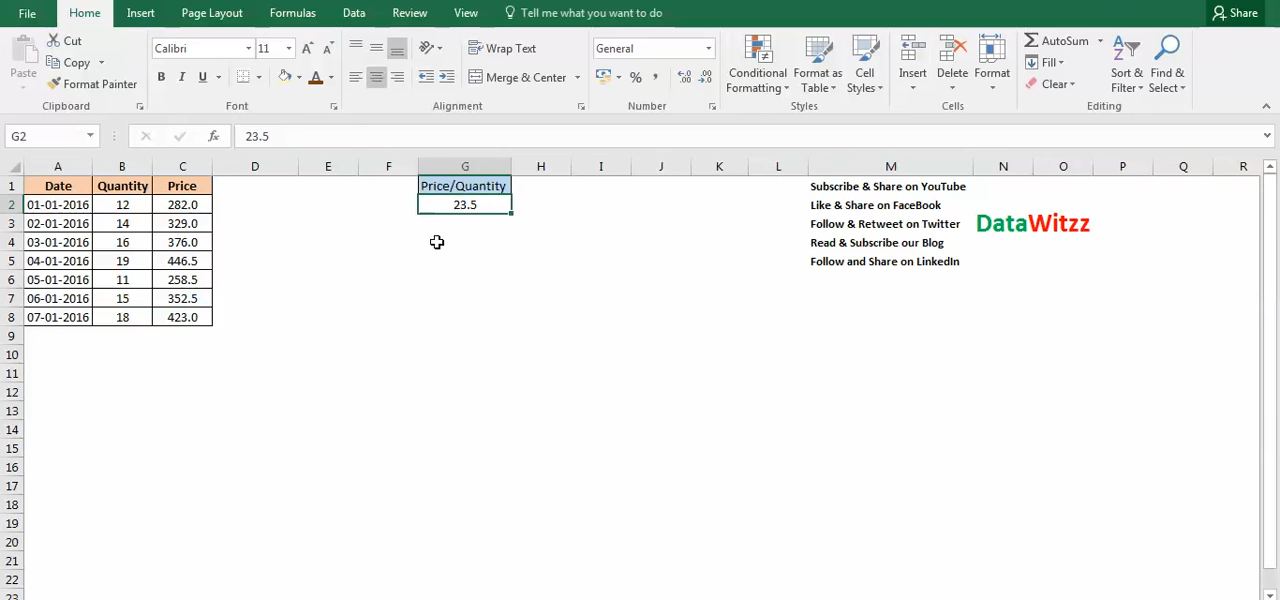 File Home Insert Page Layout Formulas Data Review View Tell me what you want to do Share
Paste Cut Copy Format Painter Clipboard
Calibri 11 A A B I U A Font
Wrap Text Merge & Center Alignment
General % , .0 .00 .00 .0 Number
Conditional Formatting Format as Table Cell Styles Styles
Insert Delete Format Cells
AutoSum Fill Clear Sort & Filter Find & Select Editing
G2 fx 23.5
A B C D E F G H I J K L M N O P Q R
1 Date Quantity Price Price/Quantity Subscribe & Share on YouTube
2 01-01-2016 12 282.0 23.5 Like & Share on FaceBook
3 02-01-2016 14 329.0 Follow & Retweet on Twitter DataWitzz
4 03-01-2016 16 376.0 Read & Subscribe our Blog
5 04-01-2016 19 446.5 Follow and Share on LinkedIn
6 05-01-2016 11 258.5
7 06-01-2016 15 352.5
8 07-01-2016 18 423.0
9
10
11
12
13
14
15
16
17
18
19
20
21
22
23